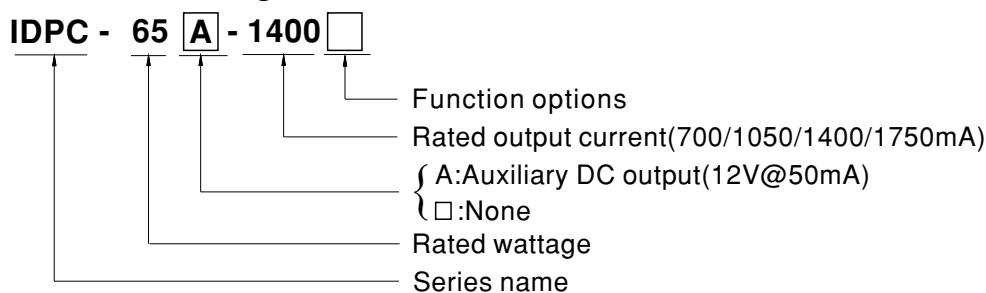 IDPC - 65 A - 1400 □
Function options
Rated output current(700/1050/1400/1750mA)
A:Auxiliary DC output(12V@50mA)
□:None
Rated wattage
Series name